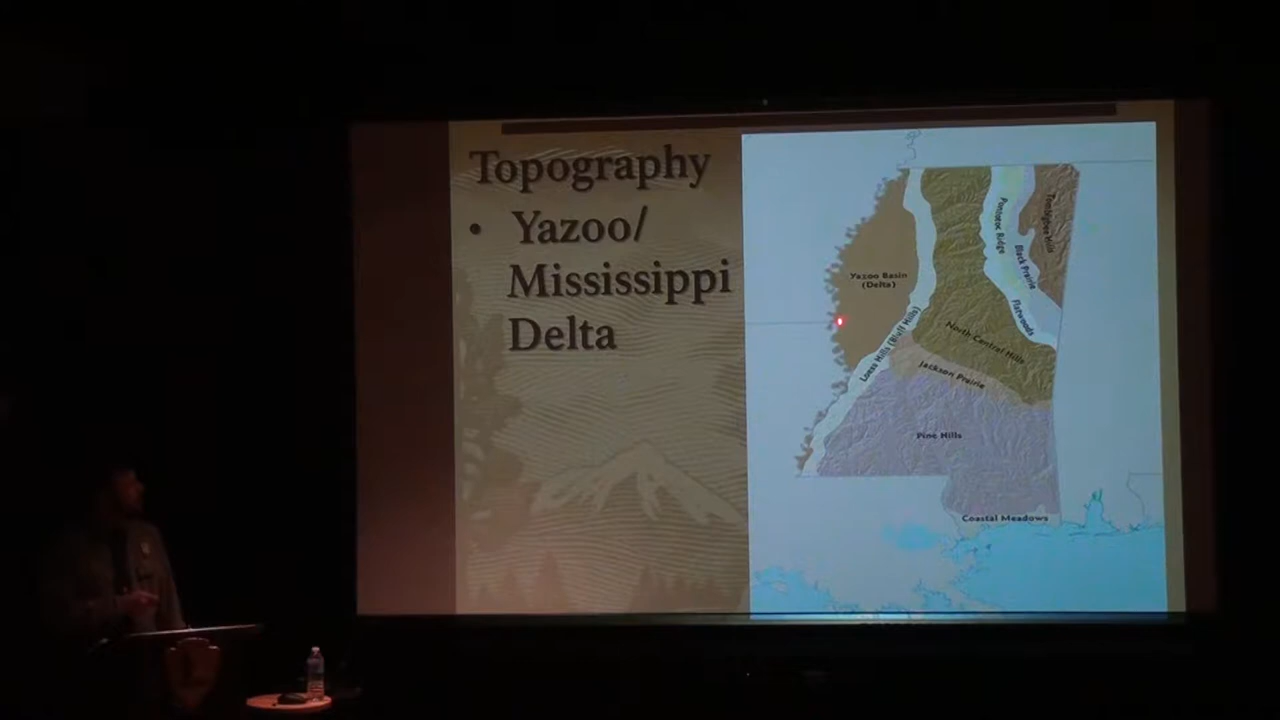 Topography
• Yazoo/
Mississippi
Delta
Yazoo Basin
(Delta)
Loess Hills (Bluff Hills)
Pontotoc Ridge
Black Prairie
Flatwoods
Tombigbee Hills
North Central Hills
Jackson Prairie
Pine Hills
Coastal Meadows